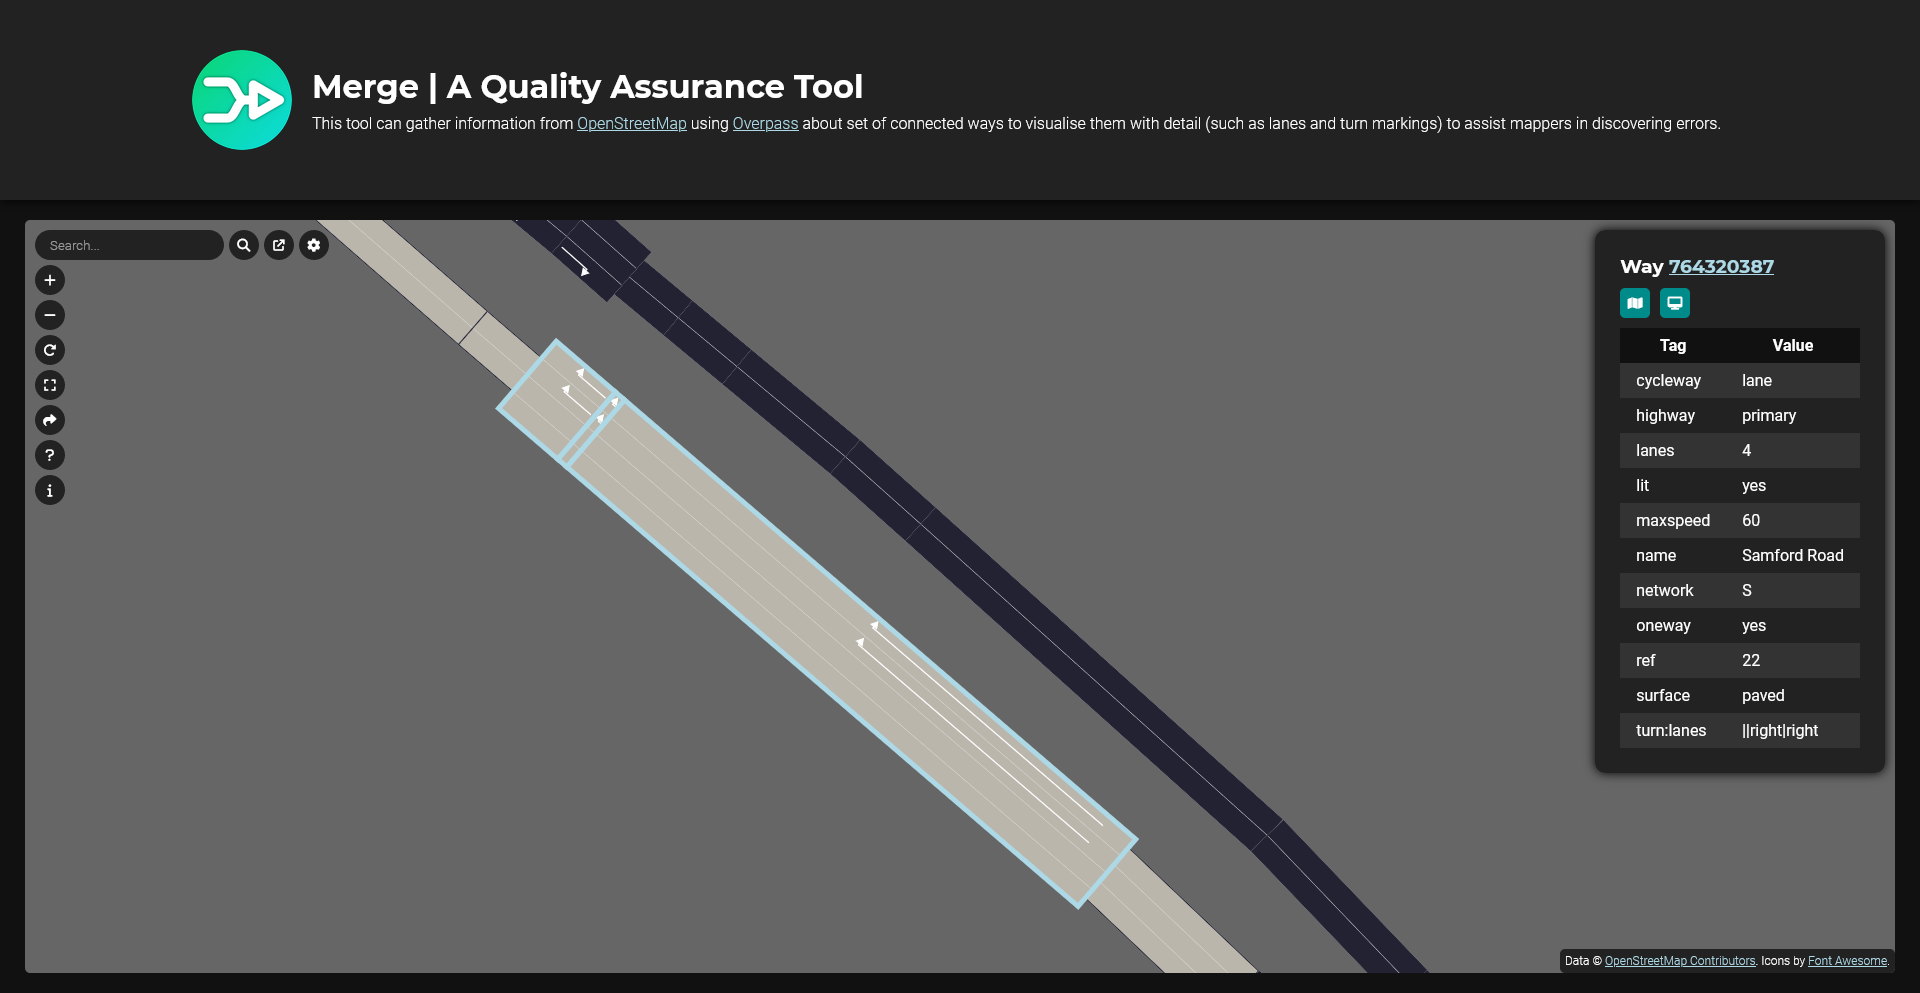 Merge | A Quality Assurance Tool
This tool can gather information from OpenStreetMap using Overpass about set of connected ways to visualise them with detail (such as lanes and turn markings) to assist mappers in discovering errors.
Search...
Way 764320387
Tag Value
cycleway lane
highway primary
lanes 4
lit yes
maxspeed 60
name Samford Road
network S
oneway yes
ref 22
surface paved
turn:lanes ||right|right
Data © OpenStreetMap Contributors. Icons by Font Awesome.